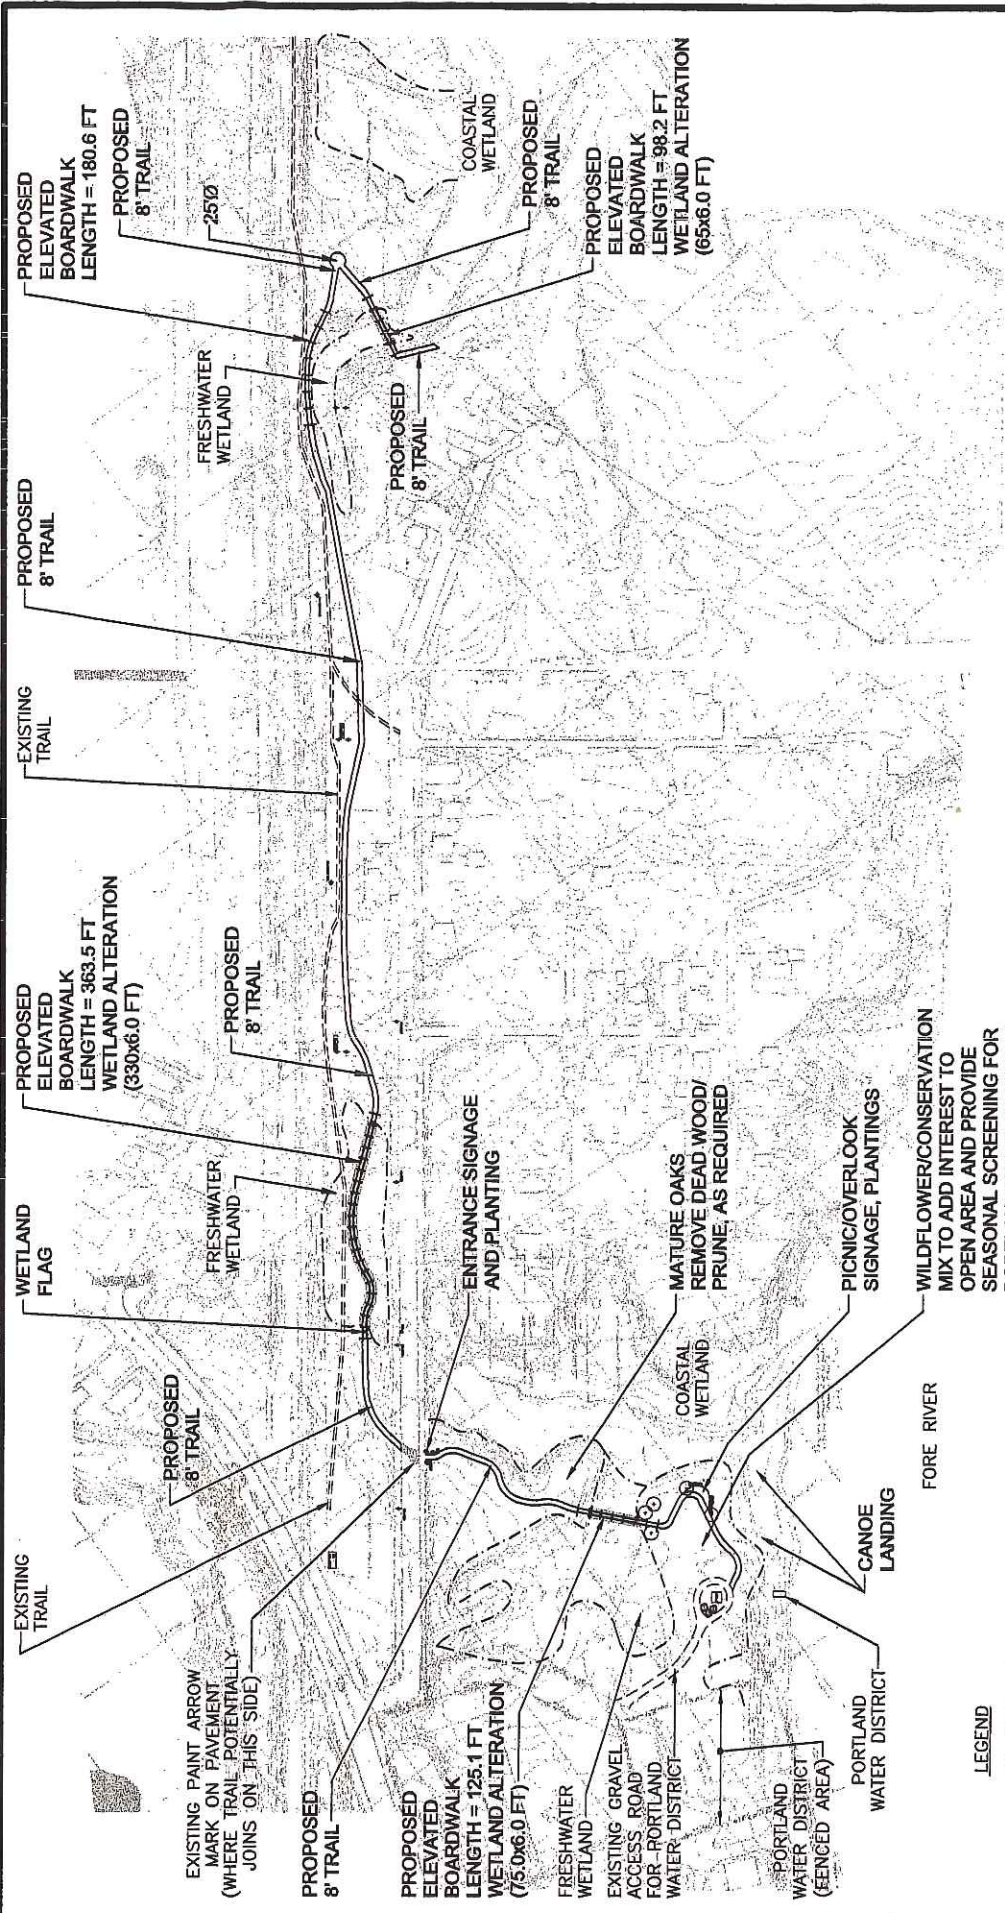 EXISTING
TRAIL
EXISTING PAINT ARROW
MARK ON PAVEMENT
(WHERE TRAIL POTENTIALLY
JOINS ON THIS SIDE)
PROPOSED
8' TRAIL
PROPOSED
ELEVATED
BOARDWALK
LENGTH = 125.1 FT
WETLAND ALTERATION
(75.0x6.0 FT)
FRESHWATER
WETLAND
EXISTING GRAVEL
ACCESS ROAD
FOR PORTLAND
WATER DISTRICT
PORTLAND
WATER DISTRICT
(FENCED AREA)
PORTLAND
WATER DISTRICT
LEGEND
PROPOSED
8' TRAIL
WETLAND
FLAG
FRESHWATER
WETLAND
PROPOSED
ELEVATED
BOARDWALK
LENGTH = 363.5 FT
WETLAND ALTERATION
(330x6.0 FT)
PROPOSED
8' TRAIL
ENTRANCE SIGNAGE
AND PLANTING
MATURE OAKS
REMOVE DEAD WOOD/
PRUNE, AS REQUIRED
COASTAL
WETLAND
PICNIC/OVERLOOK
SIGNAGE, PLANTINGS
WILDFLOWER/CONSERVATION
MIX TO ADD INTEREST TO
OPEN AREA AND PROVIDE
SEASONAL SCREENING FOR
CANOE
LANDING
FORE RIVER
EXISTING
TRAIL
PROPOSED
8' TRAIL
FRESHWATER
WETLAND
PROPOSED
ELEVATED
BOARDWALK
LENGTH = 180.6 FT
PROPOSED
8' TRAIL
25'Ø
PROPOSED
8' TRAIL
COASTAL
WETLAND
PROPOSED
8' TRAIL
PROPOSED
ELEVATED
BOARDWALK
LENGTH = 98.2 FT
WETLAND ALTERATION
(65x6.0 FT)